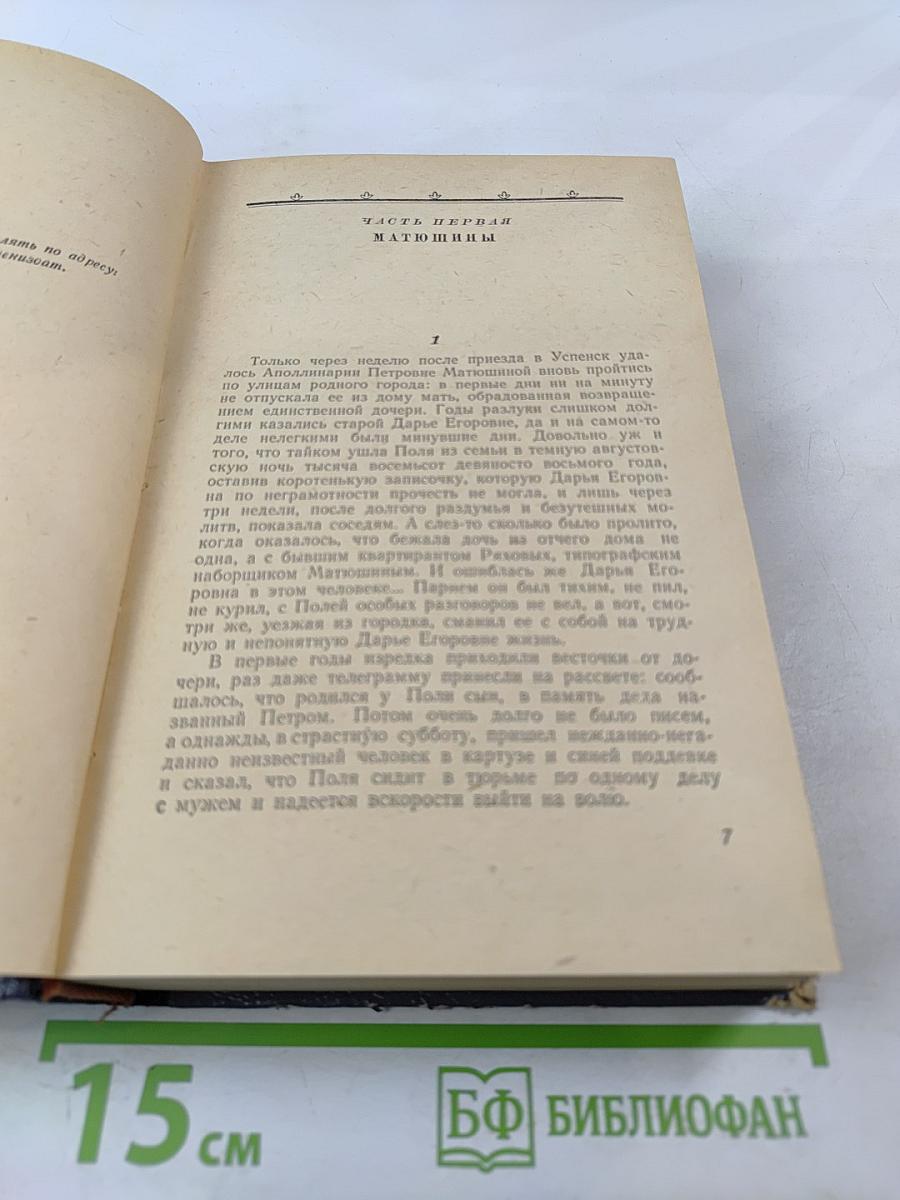 лять по адресу:
енизоат.
ЧАСТЬ ПЕРВАЯ
МАТЮШИНЫ
1
Только через неделю после приезда в Успенск уда-
лось Аполлинарии Петровне Матюшиной вновь пройтись
по улицам родного города: в первые дни ни на минуту
не отпускала ее из дому мать, обрадованная возвраще-
нием единственной дочери. Годы разлуки слишком дол-
гими казались старой Дарье Егоровне, да и на самом-то
деле нелегкими были минувшие дни. Довольно уж и
того, что тайком ушла Поля из семьи в темную августов-
скую ночь тысяча восемьсот девяносто восьмого года,
оставив коротенькую записочку, которую Дарья Егоров-
на по неграмотности прочесть не могла, и лишь через
три недели, после долгого раздумья и безутешных мо-
литв, показала соседям. А слез-то сколько было пролито,
когда оказалось, что бежала дочь из отчего дома не
одна, а с бывшим квартирантом Ряховых, типографским
наборщиком Матюшиным. И ошиблась же Дарья Его-
ровна в этом человеке... Парнем он был тихим, не пил,
не курил, с Полей особых разговоров не вел, а вот, смо-
три же, уезжая из городка, сманил ее с собой на труд-
ную и непонятную Дарье Егоровне жизнь.
В первые годы изредка приходили весточки от до-
чери, раз даже телеграмму принесли на рассвете: сооб-
шалось, что родился у Поли сын, в память деда на-
званный Петром. Потом очень долго не было писем,
а однажды, в страстную субботу, пришел нежданно-нега-
данно неизвестный человек в картузе и синей поддевке
и сказал, что Поля сидит в тюрьме по одному делу
с мужем и надеется вскорости выйти на волю.
7
15 см
БФ БИБЛИОФАН